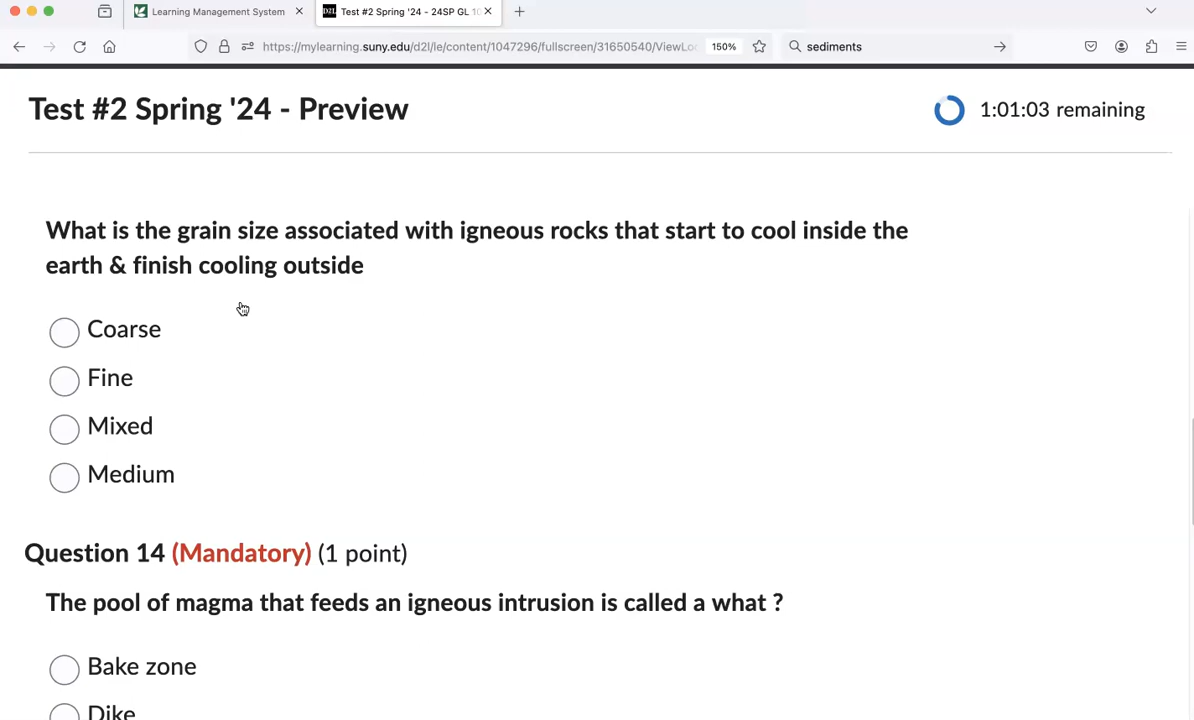 Learning Management System
D2L Test #2 Spring '24 - 24SP GL 10
https://mylearning.suny.edu/d2l/le/content/1047296/fullscreen/31650540/ViewLo
150%
sediments
Test #2 Spring '24 - Preview
1:01:03 remaining
What is the grain size associated with igneous rocks that start to cool inside the
earth & finish cooling outside
Coarse
Fine
Mixed
Medium
Question 14 (Mandatory) (1 point)
The pool of magma that feeds an igneous intrusion is called a what ?
Bake zone
Dike